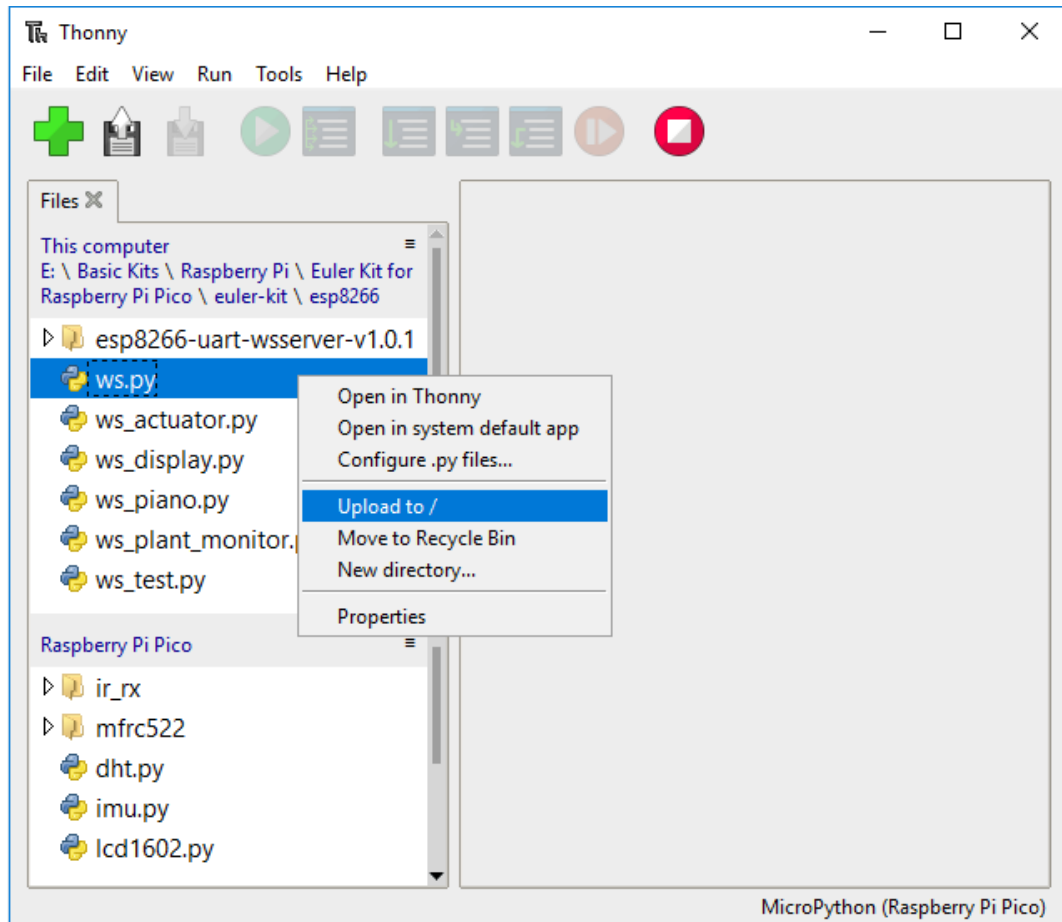 Thonny
File Edit View Run Tools Help
Files
This computer
E: \ Basic Kits \ Raspberry Pi \ Euler Kit for
Raspberry Pi Pico \ euler-kit \ esp8266
esp8266-uart-wsserver-v1.0.1
ws.py
ws_actuator.py
ws_display.py
ws_piano.py
ws_plant_monitor.
ws_test.py
Open in Thonny
Open in system default app
Configure .py files...
Upload to /
Move to Recycle Bin
New directory...
Properties
Raspberry Pi Pico
ir_rx
mfrc522
dht.py
imu.py
lcd1602.py
MicroPython (Raspberry Pi Pico)